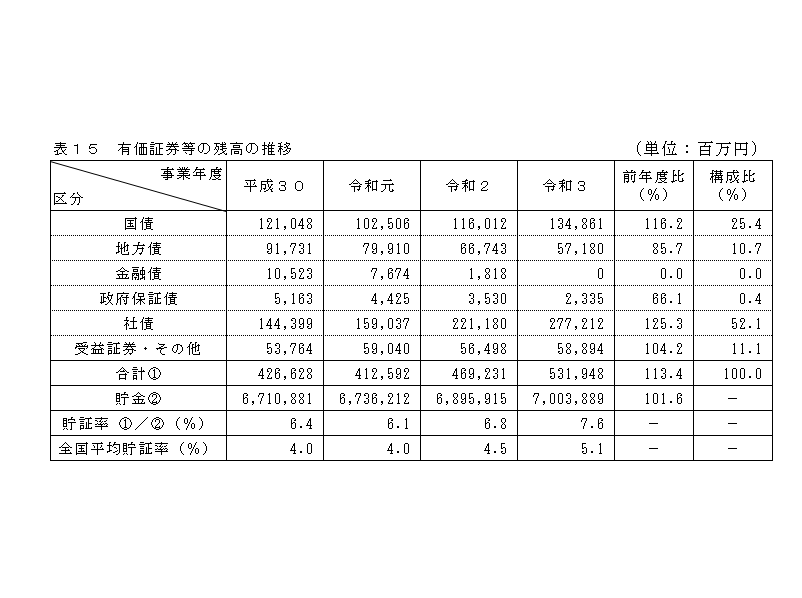 表１５　有価証券等の残高の推移　（単位：百万円）
事業年度
区分　平成３０　令和元　令和２　令和３　前年度比（％）　構成比（％）
国債　121,048　102,506　116,012　134,861　116.2　25.4
地方債　91,731　79,910　66,743　57,180　85.7　10.7
金融債　10,523　7,674　1,818　0　0.0　0.0
政府保証債　5,163　4,425　3,530　2,335　66.1　0.4
社債　144,399　159,037　221,180　277,212　125.3　52.1
受益証券・その他　53,764　59,040　56,498　58,894　104.2　11.1
合計①　426,628　412,592　469,231　531,948　113.4　100.0
貯金②　6,710,881　6,736,212　6,895,915　7,003,889　101.6　－
貯証率 ①／②（％）　6.4　6.1　6.8　7.6　－　－
全国平均貯証率（％）　4.0　4.0　4.5　5.1　－　－